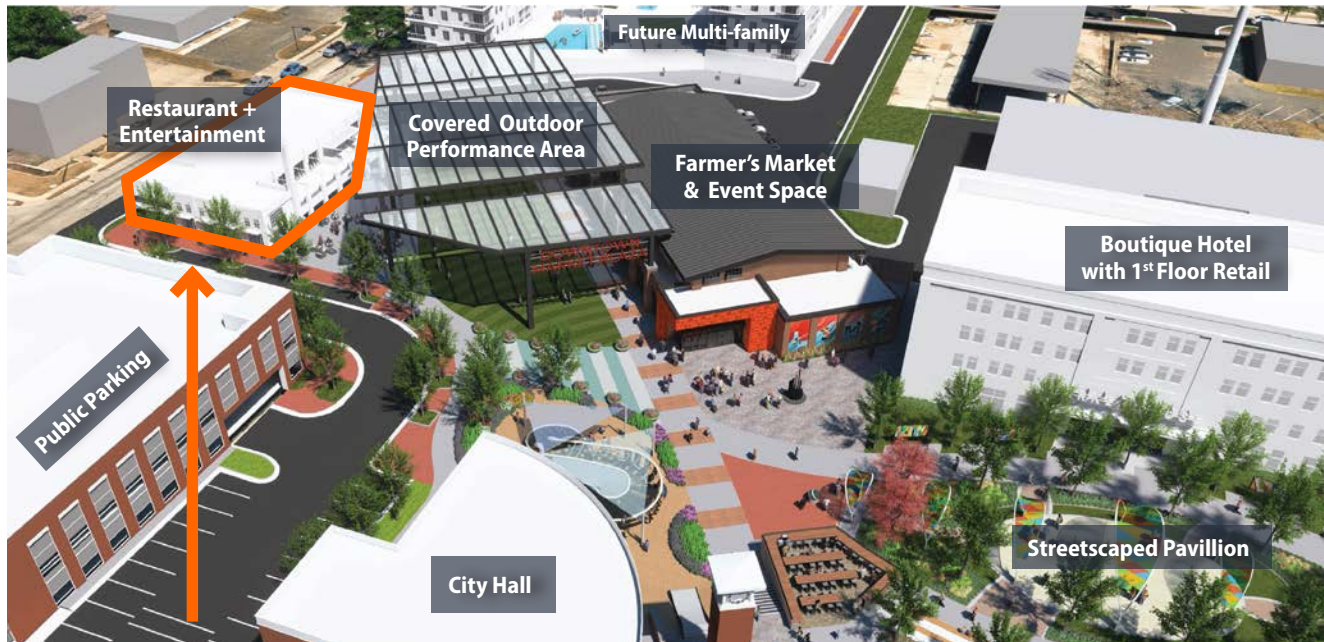 Future Multi-family
Restaurant +
Entertainment
Covered Outdoor
Performance Area
Farmer's Market
& Event Space
Boutique Hotel
with 1st Floor Retail
DOWNTOWN
Public Parking
Streetscaped Pavillion
City Hall